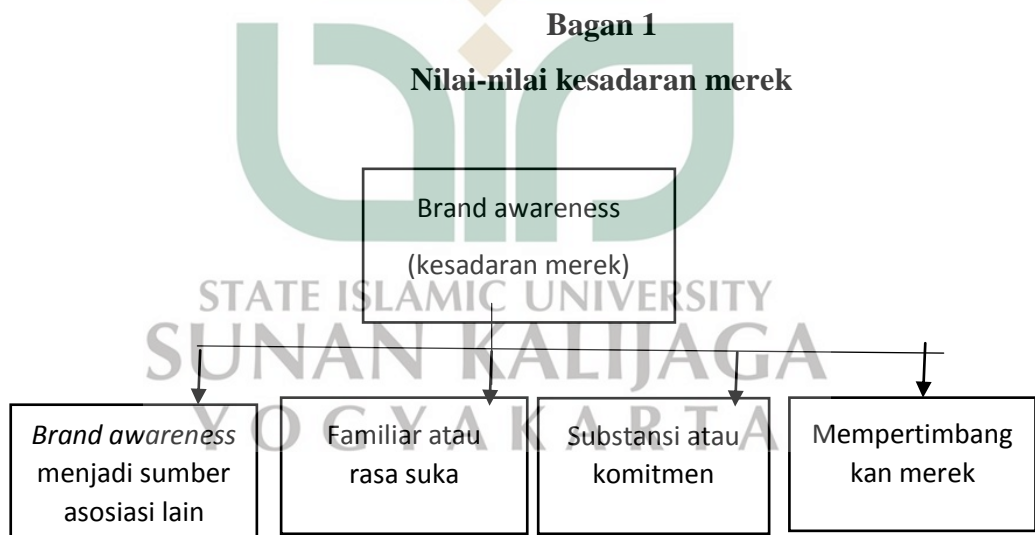 Bagan 1
Nilai-nilai kesadaran merek
Brand awareness
(kesadaran merek)
STATE ISLAMIC UNIVERSITY
SUNAN KALIJAGA
YOGYAKARTA
Brand awareness
menjadi sumber
asosiasi lain
Familiar atau
rasa suka
Substansi atau
komitmen
Mempertimbang
kan merek